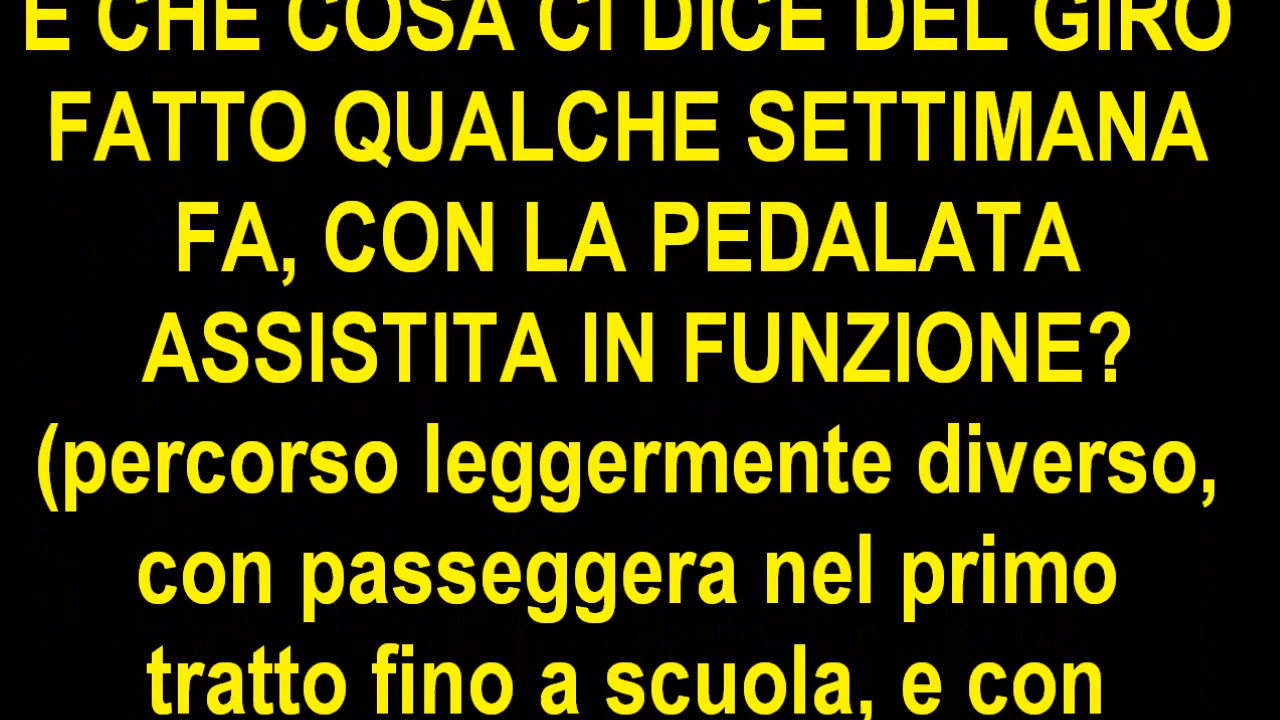 E CHE COSA CI DICE DEL GIRO
FATTO QUALCHE SETTIMANA
FA, CON LA PEDALATA
ASSISTITA IN FUNZIONE?
(percorso leggermente diverso,
con passeggera nel primo
tratto fino a scuola, e con